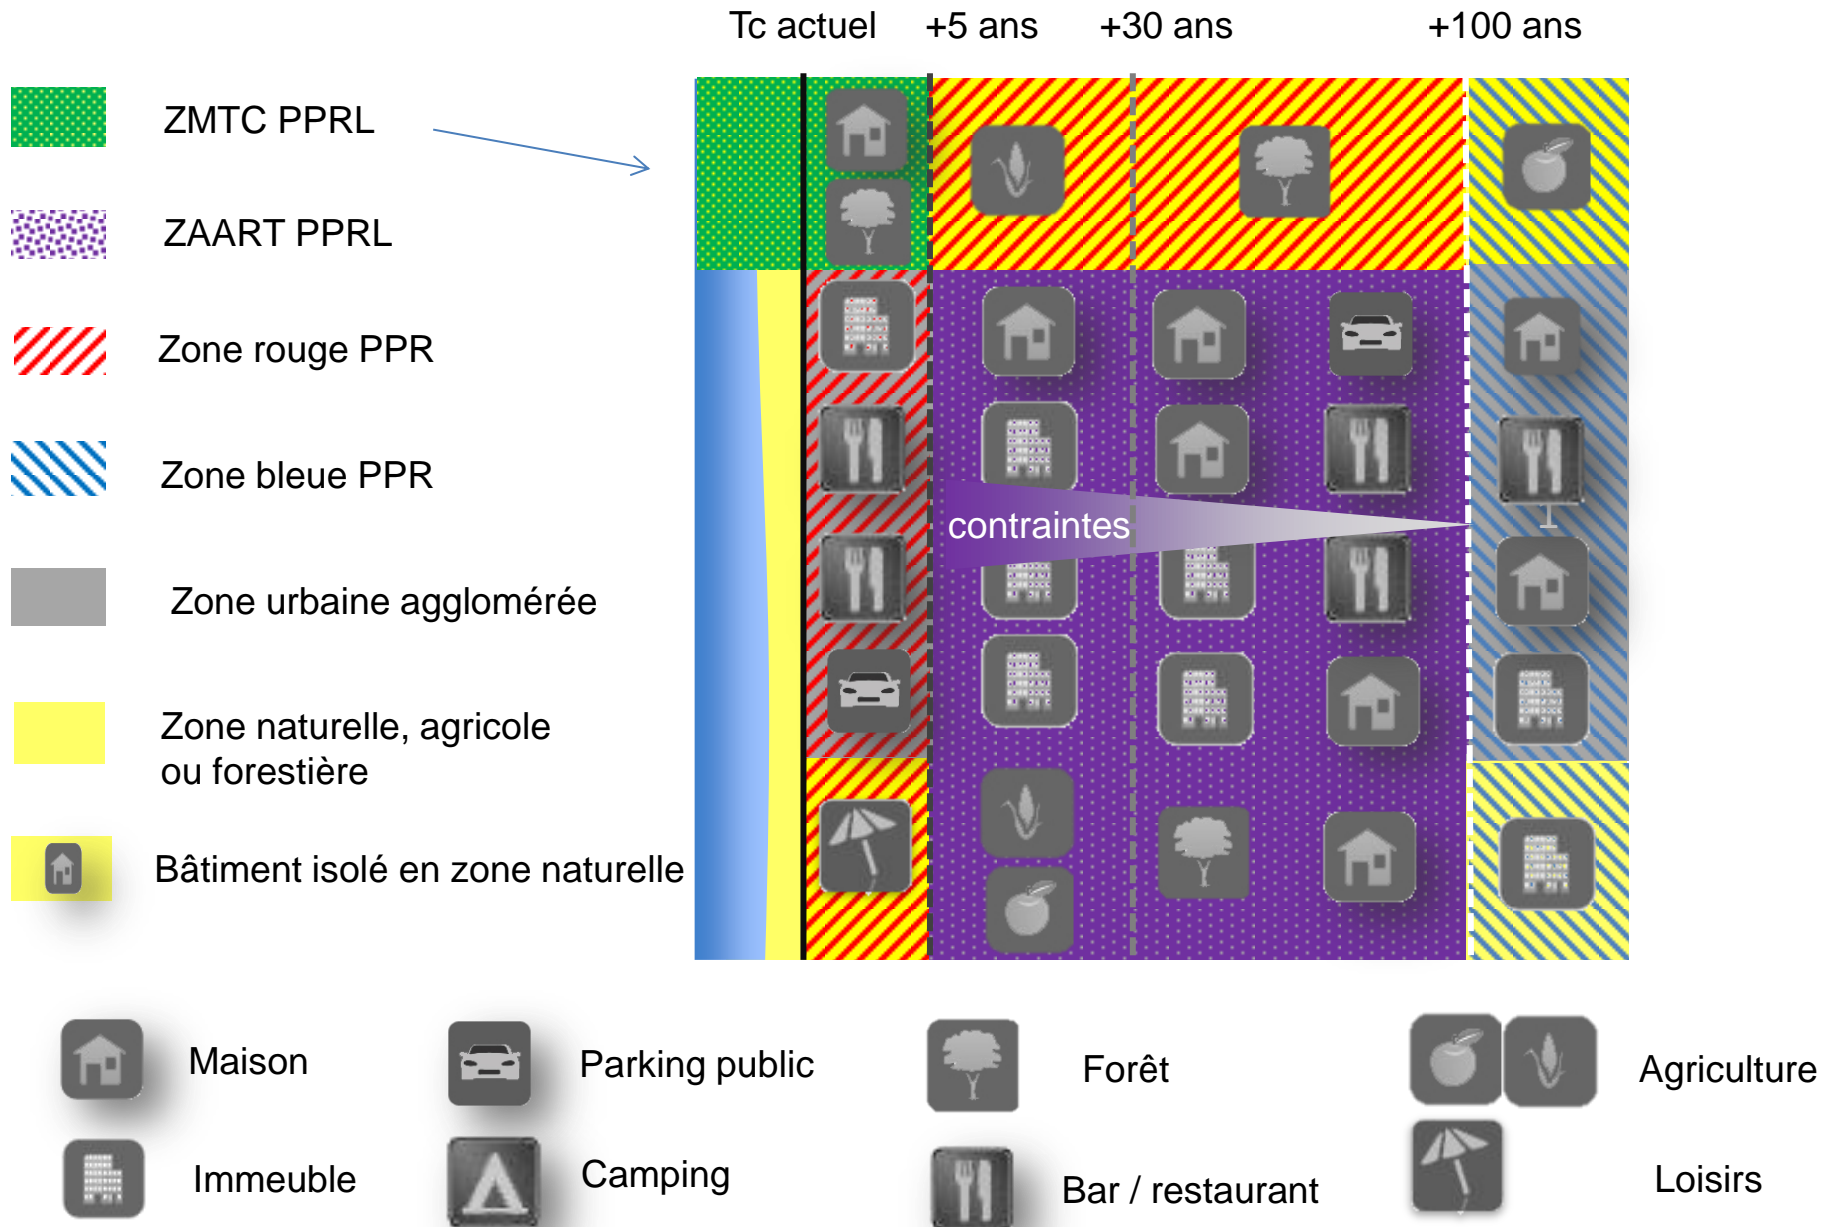 Tc actuel +5 ans +30 ans +100 ans
ZMTC PPRL
ZAART PPRL
Zone rouge PPR
Zone bleue PPR
contraintes
Zone urbaine agglomérée
Zone naturelle, agricole
ou forestière
Bâtiment isolé en zone naturelle
Maison Parking public Forêt Agriculture
Immeuble Camping Bar / restaurant Loisirs